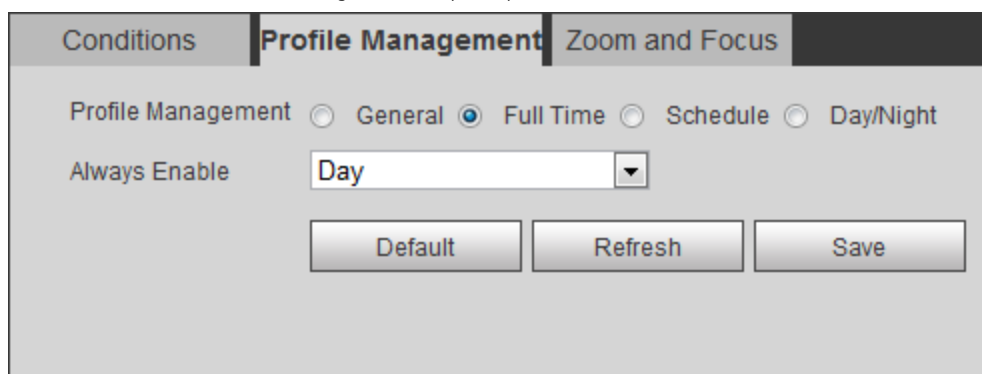 Conditions Profile Management Zoom and Focus
Profile Management General Full Time Schedule Day/Night
Always Enable Day
Default Refresh Save